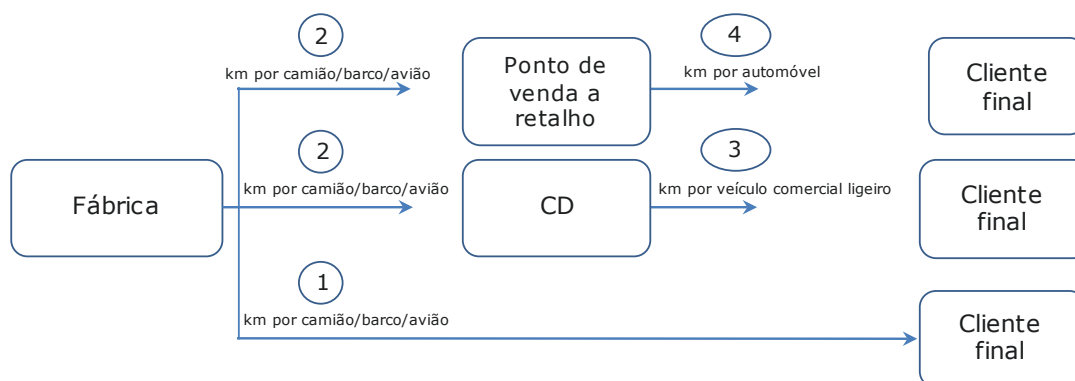 2
km por camião/barco/avião
Ponto de
venda a
retalho
4
km por automóvel
Cliente
final
Fábrica
2
km por camião/barco/avião
CD
3
km por veículo comercial ligeiro
Cliente
final
1
km por camião/barco/avião
Cliente
final